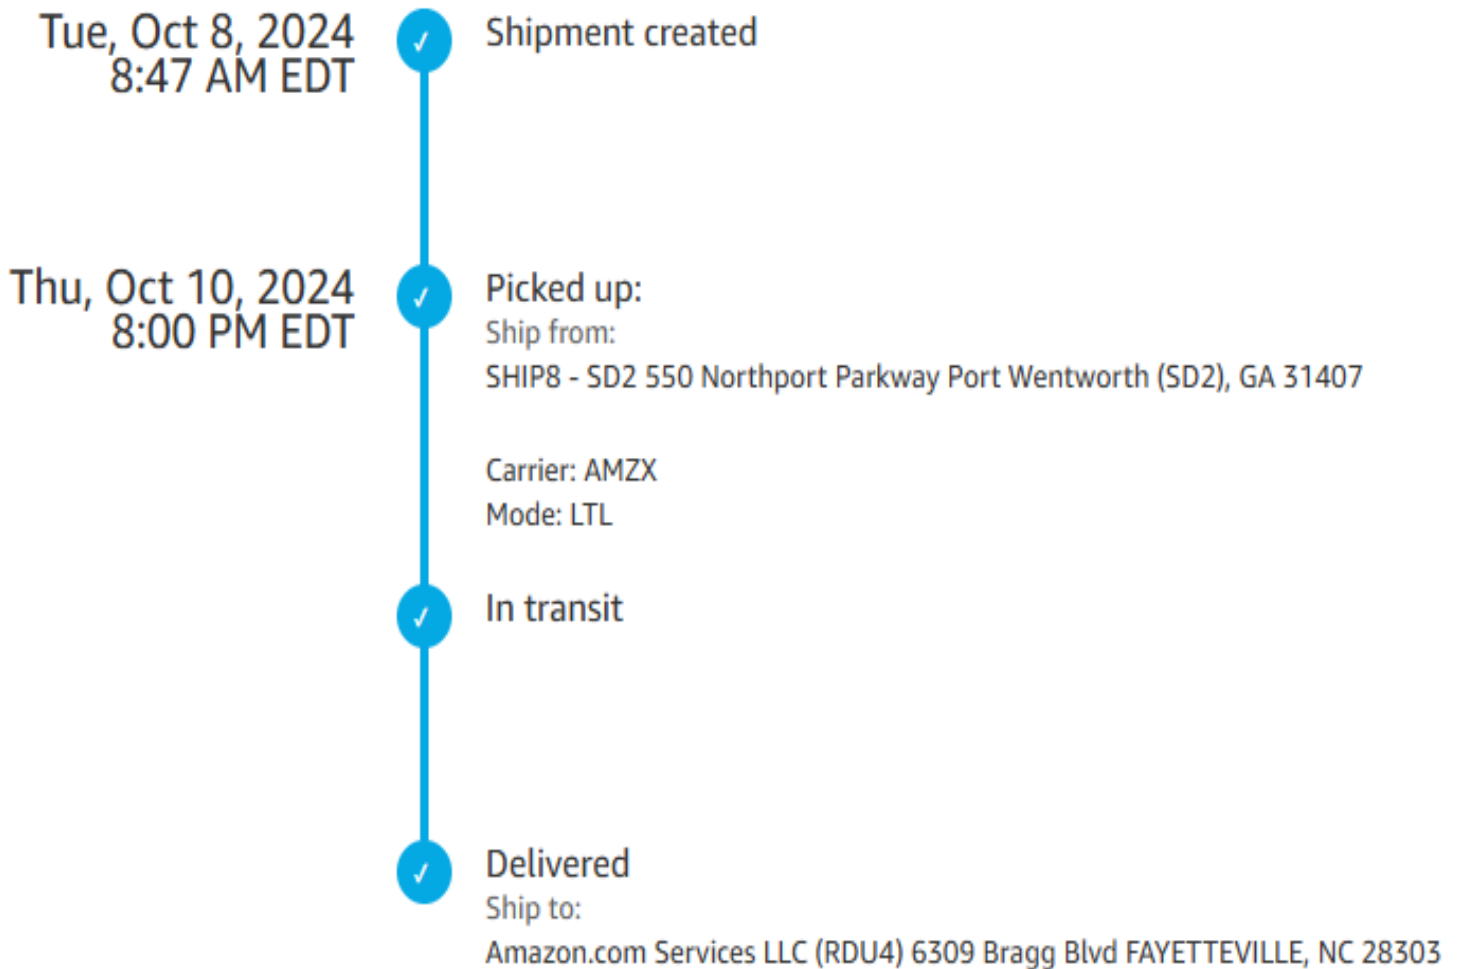 Tue, Oct 8, 2024
8:47 AM EDT
Shipment created
Thu, Oct 10, 2024
8:00 PM EDT
Picked up:
Ship from:
SHIP8 - SD2 550 Northport Parkway Port Wentworth (SD2), GA 31407
Carrier: AMZX
Mode: LTL
In transit
Delivered
Ship to:
Amazon.com Services LLC (RDU4) 6309 Bragg Blvd FAYETTEVILLE, NC 28303